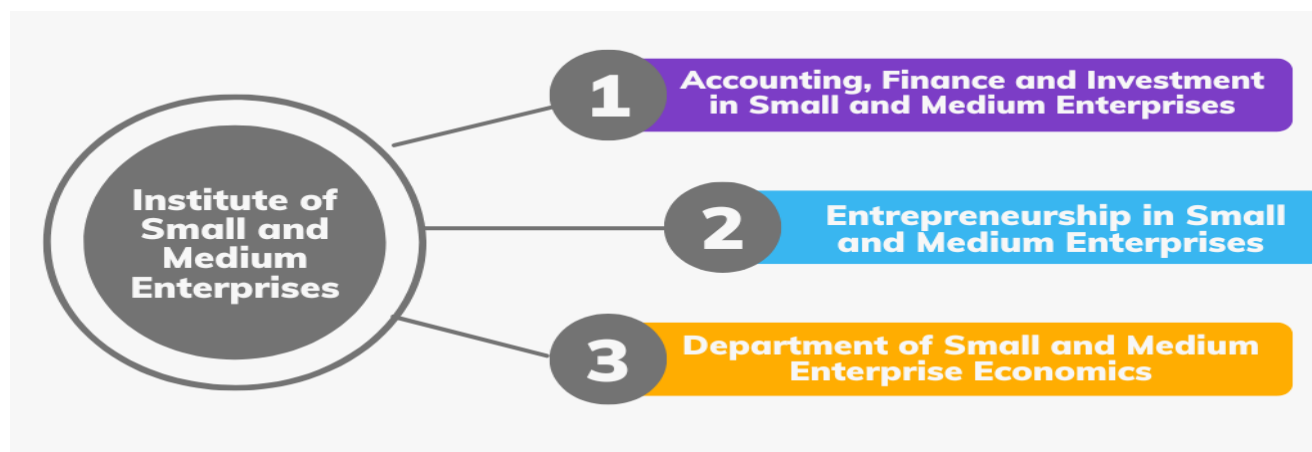 Institute of
Small and
Medium
Enterprises
1
Accounting, Finance and Investment
in Small and Medium Enterprises
2
Entrepreneurship in Small
and Medium Enterprises
3
Department of Small and Medium
Enterprise Economics